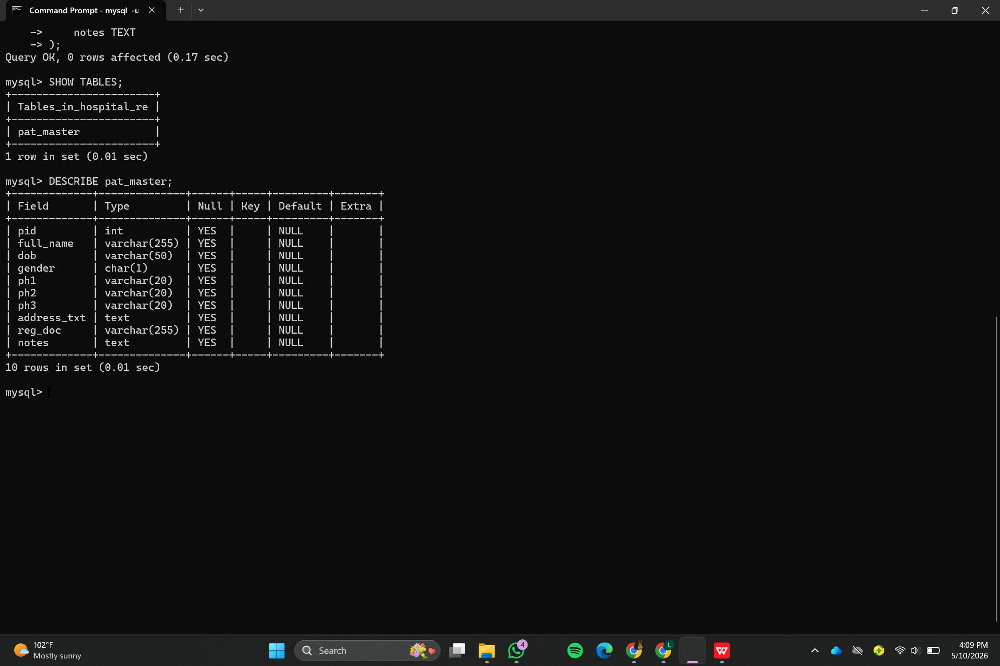 Command Prompt - mysql  -u
    ->     notes TEXT
    -> );
Query OK, 0 rows affected (0.17 sec)
mysql> SHOW TABLES;
+-----------------------+
| Tables_in_hospital_re |
+-----------------------+
| pat_master            |
+-----------------------+
1 row in set (0.01 sec)
mysql> DESCRIBE pat_master;
+-------------+--------------+------+-----+---------+-------+
| Field       | Type         | Null | Key | Default | Extra |
+-------------+--------------+------+-----+---------+-------+
| pid         | int          | YES  |     | NULL    |       |
| full_name   | varchar(255) | YES  |     | NULL    |       |
| dob         | varchar(50)  | YES  |     | NULL    |       |
| gender      | char(1)      | YES  |     | NULL    |       |
| ph1         | varchar(20)  | YES  |     | NULL    |       |
| ph2         | varchar(20)  | YES  |     | NULL    |       |
| ph3         | varchar(20)  | YES  |     | NULL    |       |
| address_txt | text         | YES  |     | NULL    |       |
| reg_doc     | varchar(255) | YES  |     | NULL    |       |
| notes       | text         | YES  |     | NULL    |       |
+-------------+--------------+------+-----+---------+-------+
10 rows in set (0.01 sec)
mysql>
102°F
Mostly sunny
Search
4
L
W
4:09 PM
5/10/2026